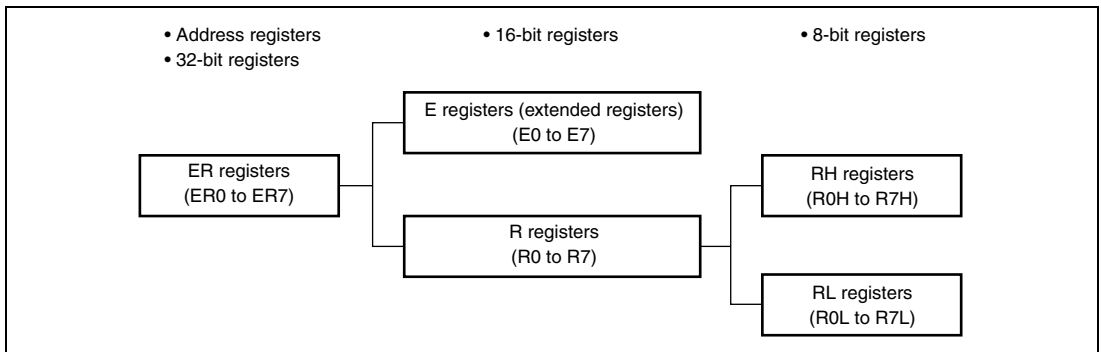 • Address registers
• 32-bit registers
• 16-bit registers
• 8-bit registers
E registers (extended registers)
(E0 to E7)
ER registers
(ER0 to ER7)
RH registers
(R0H to R7H)
R registers
(R0 to R7)
RL registers
(R0L to R7L)